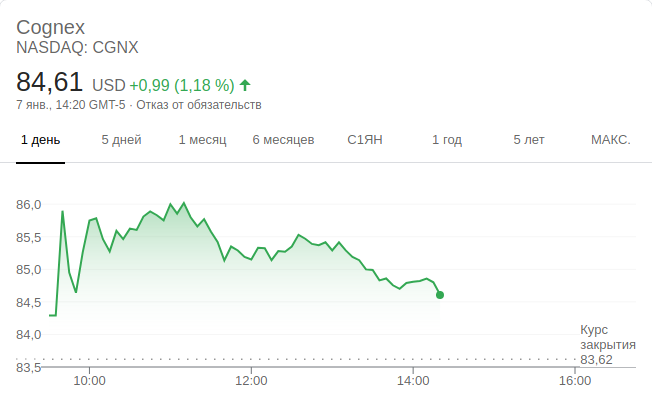 Cognex
NASDAQ: CGNX
84,61 USD +0,99 (1,18 %)
7 янв., 14:20 GMT-5 · Отказ от обязательств
1 день 5 дней 1 месяц 6 месяцев С1ЯН 1 год 5 лет МАКС.
86,0
85,5
85,0
84,5
84,0
Курс
закрытия
83,62
83,5
10:00 12:00 14:00 16:00